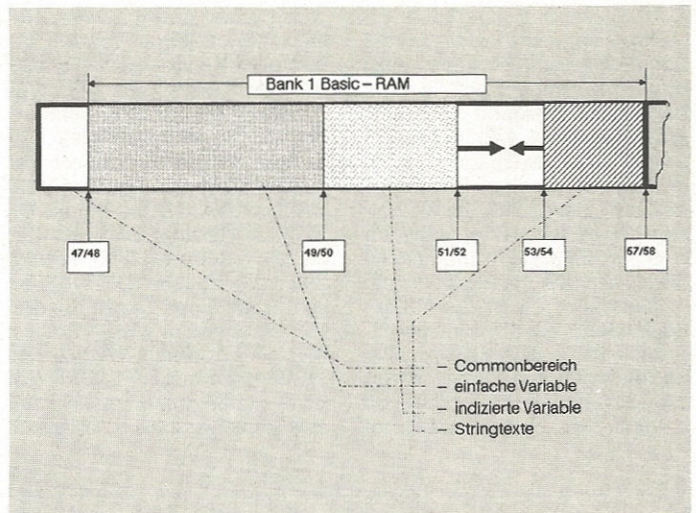 Bank 1 Basic – RAM
47/48 49/50 51/52 53/54 57/58
– Commonbereich
– einfache Variable
– indizierte Variable
– Stringtexte